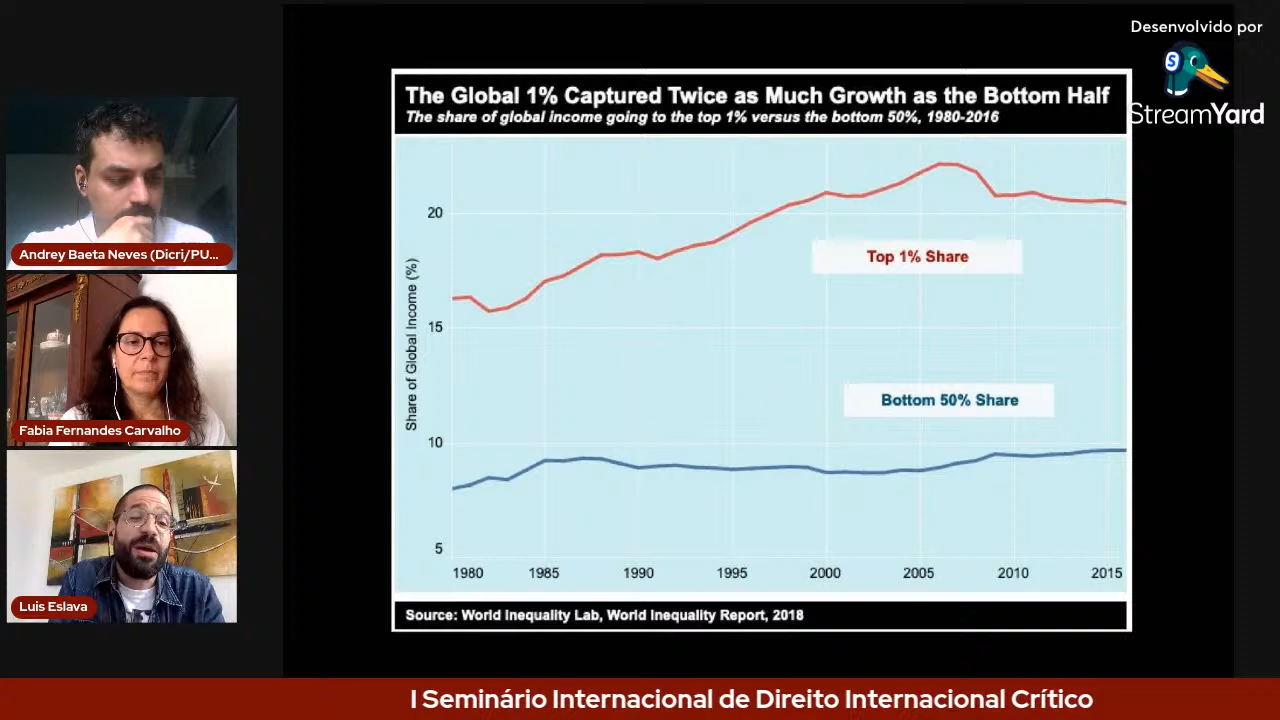 Desenvolvido por
StreamYard
The Global 1% Captured Twice as Much Growth as the Bottom Half
The share of global income going to the top 1% versus the bottom 50%, 1980-2016
Share of Global Income (%)
20
15
10
5
Top 1% Share
Bottom 50% Share
1980 1985 1990 1995 2000 2005 2010 2015
Source: World Inequality Lab, World Inequality Report, 2018
Andrey Baeta Neves (Dicri/PU...
Fabia Fernandes Carvalho
Luis Eslava
I Seminário Internacional de Direito Internacional Crítico